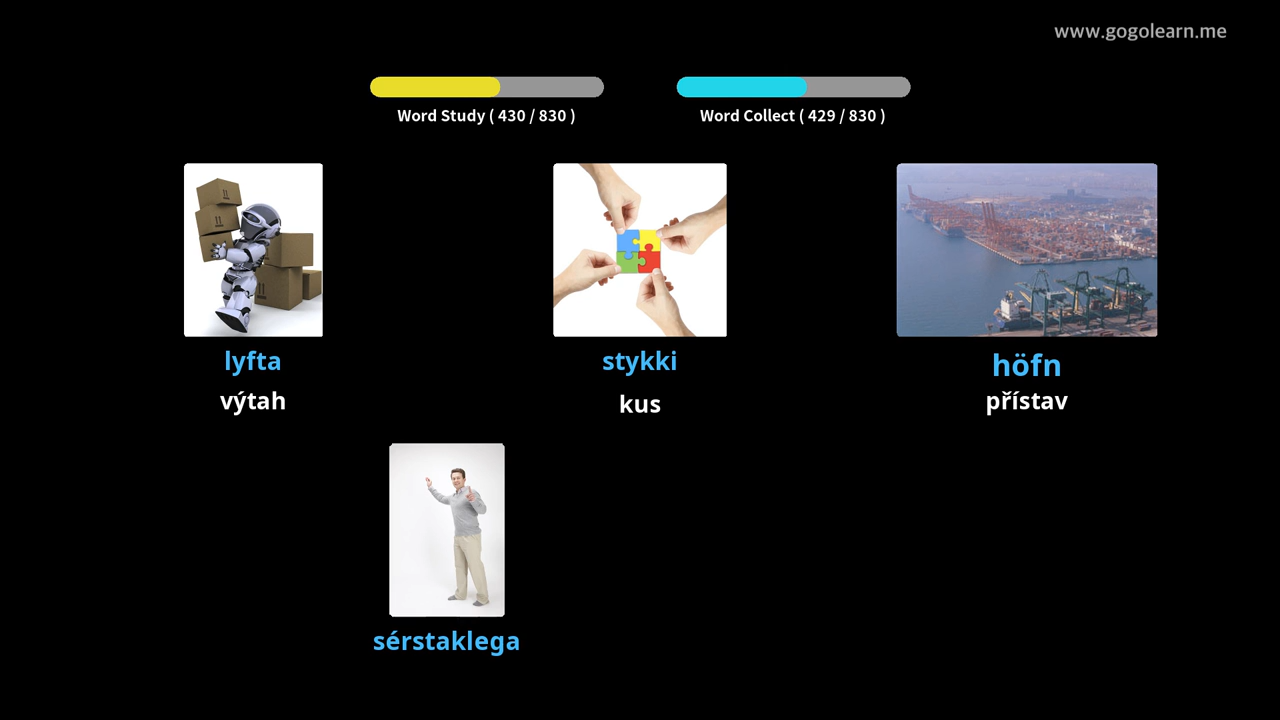 www.gogolearn.me
Word Study ( 430 / 830 )
Word Collect ( 429 / 830 )
lyfta
výtah
stykki
kus
höfn
přístav
sérstaklega